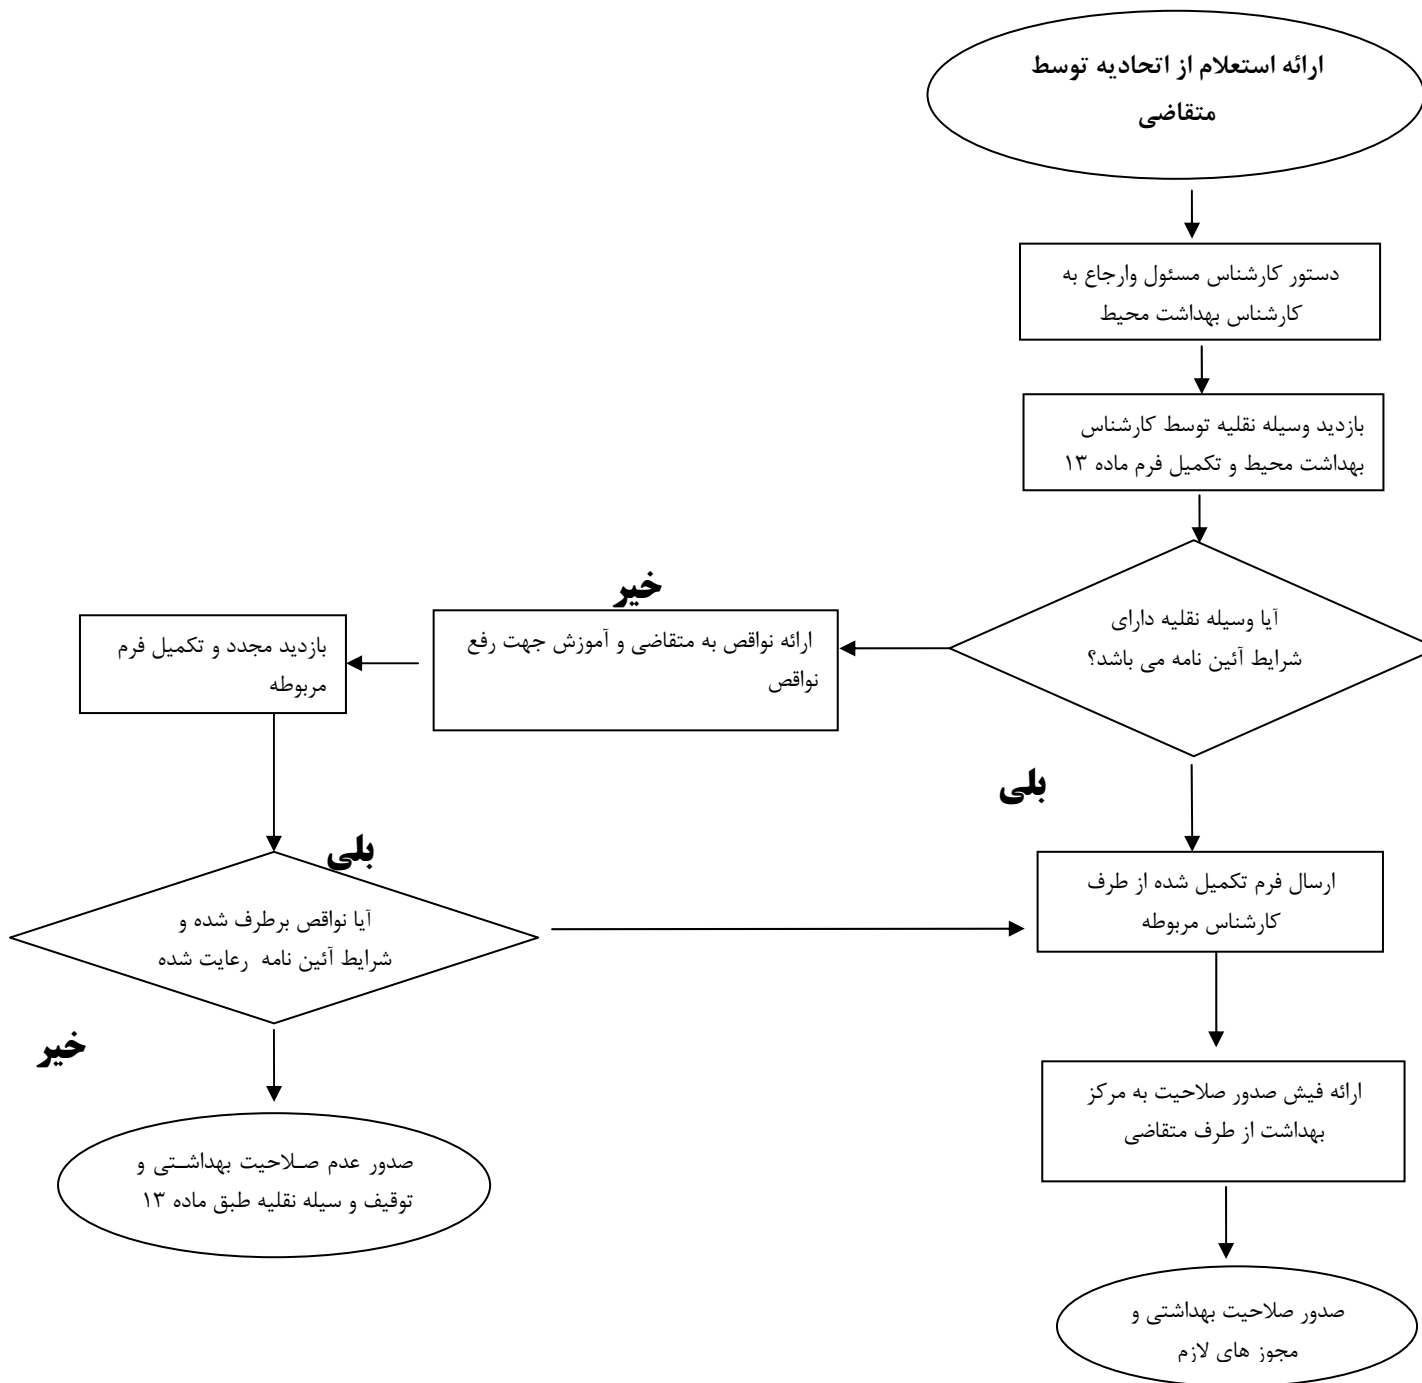 ارائه استعلام از اتحادیه توسط
متقاضی
دستور کارشناس مسئول وارجاع به
کارشناس بهداشت محیط
بازدید وسیله نقلیه توسط کارشناس
بهداشت محیط و تکمیل فرم ماده ۱۳
آیا وسیله نقلیه دارای
شرایط آئین نامه می باشد؟
خیر
ارائه نواقص به متقاضی و آموزش جهت رفع
نواقص
بازدید مجدد و تکمیل فرم
مربوطه
بلی
بلی
آیا نواقص برطرف شده و
شرایط آئین نامه رعایت شده
ارسال فرم تکمیل شده از طرف
کارشناس مربوطه
خیر
صدور عدم صلاحیت بهداشتی و
توقیف و سیله نقلیه طبق ماده ۱۳
ارائه فیش صدور صلاحیت به مرکز
بهداشت از طرف متقاضی
صدور صلاحیت بهداشتی و
مجوز های لازم